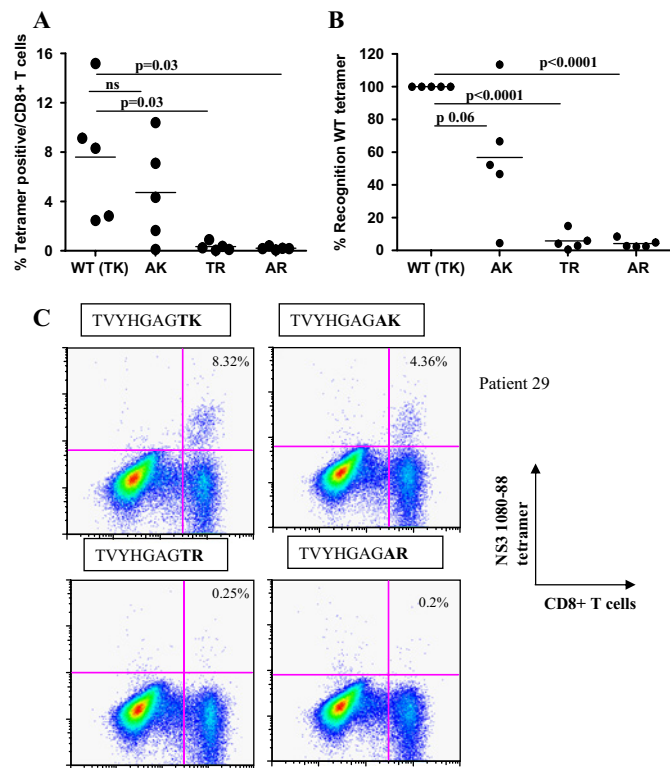 A
B
% Tetramer positive/CD8+ T cells
16
12
8
4
0
p=0.03
ns
p=0.03
WT (TK) AK TR AR
% Recognition WT tetramer
120
100
80
60
40
20
0
p<0.0001
p<0.0001
p 0.06
WT (TK) AK TR AR
C
TVYHGAGTK
TVYHGAGAK
8.32%
4.36%
Patient 29
TVYHGAGTR
TVYHGAGAR
0.25%
0.2%
NS3 1080-88
tetramer
CD8+ T cells